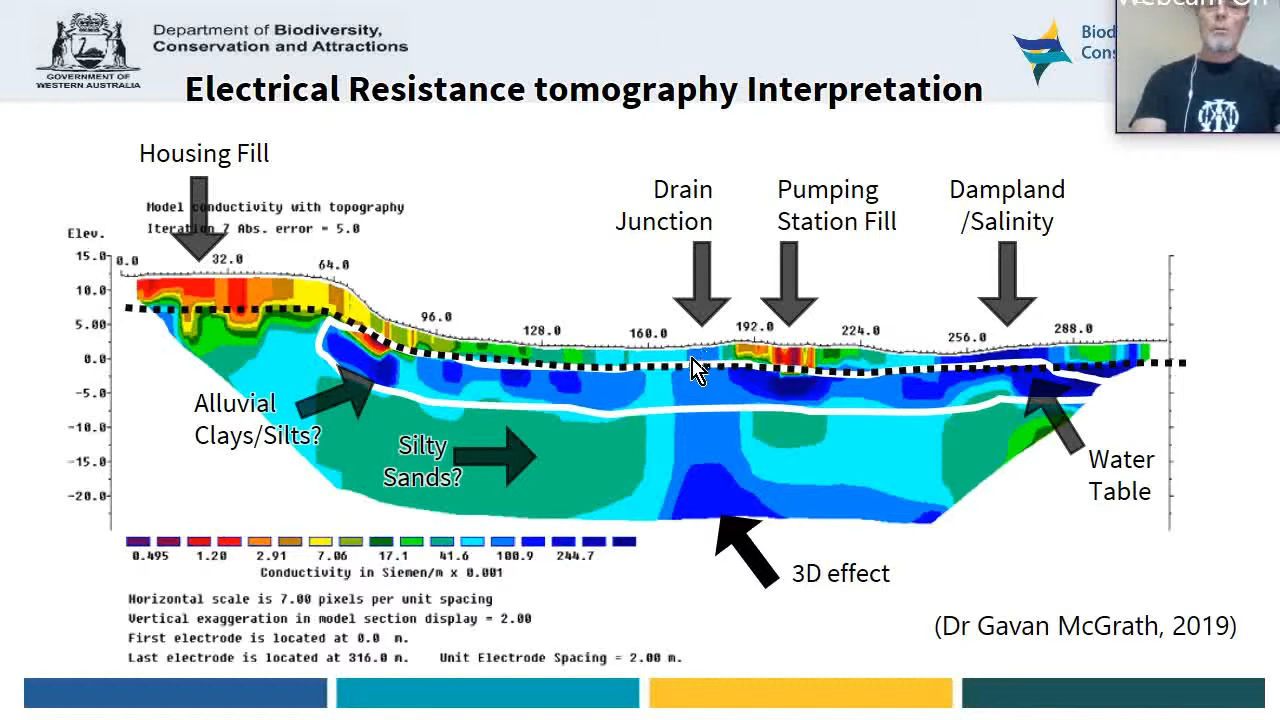 Webcam On
Department of Biodiversity,
Conservation and Attractions
GOVERNMENT OF
WESTERN AUSTRALIA
Electrical Resistance tomography Interpretation
Housing Fill
Drain
Junction
Pumping
Station Fill
Dampland
/Salinity
Model conductivity with topography
Iteration 7 Abs. error = 5.0
Elev.
15.0
10.0
5.00
0.0
-5.0
-10.0
-15.0
-20.0
0.0 32.0 64.0 96.0 128.0 160.0 192.0 224.0 256.0 288.0
Alluvial
Clays/Silts?
Silty
Sands?
Water
Table
3D effect
0.495 1.20 2.91 7.06 17.1 41.6 100.9 244.7
Conductivity in Siemen/m x 0.001
Horizontal scale is 7.00 pixels per unit spacing
Vertical exaggeration in model section display = 2.00
First electrode is located at 0.0 m.
Last electrode is located at 316.0 m. Unit Electrode Spacing = 2.00 m.
(Dr Gavan McGrath, 2019)